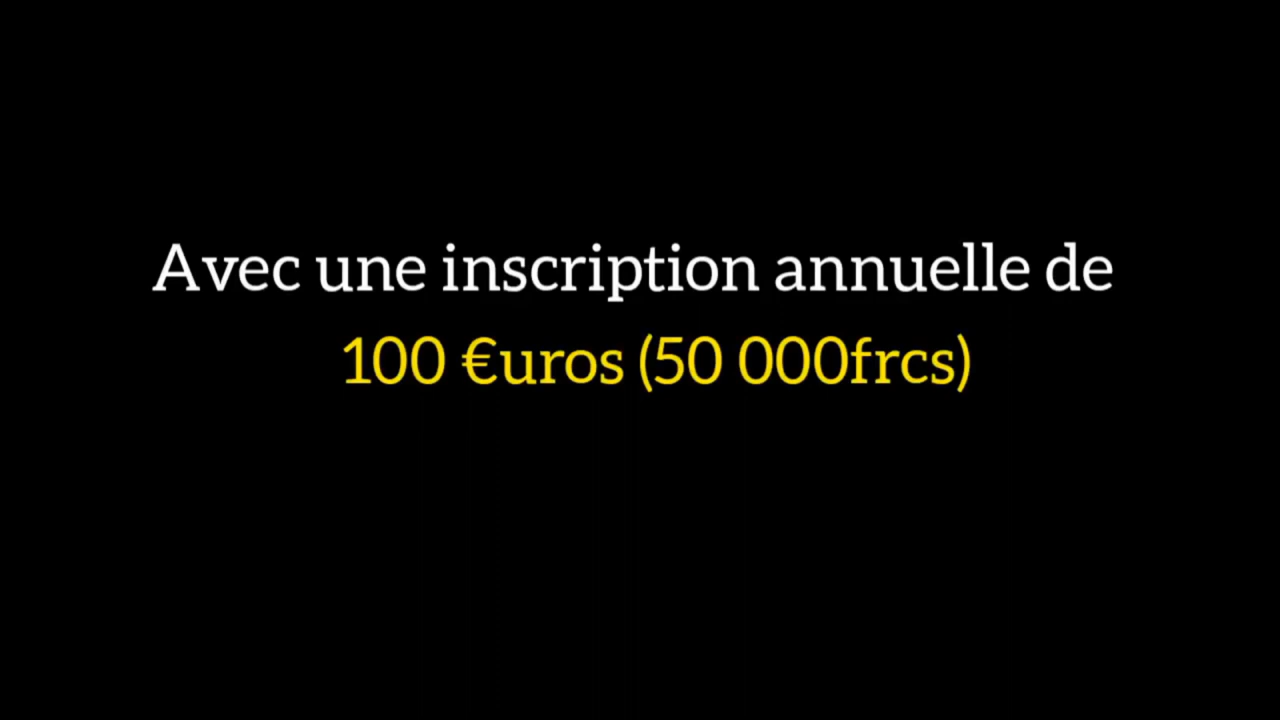 Avec une inscription annuelle de
100 €uros (50 000frcs)